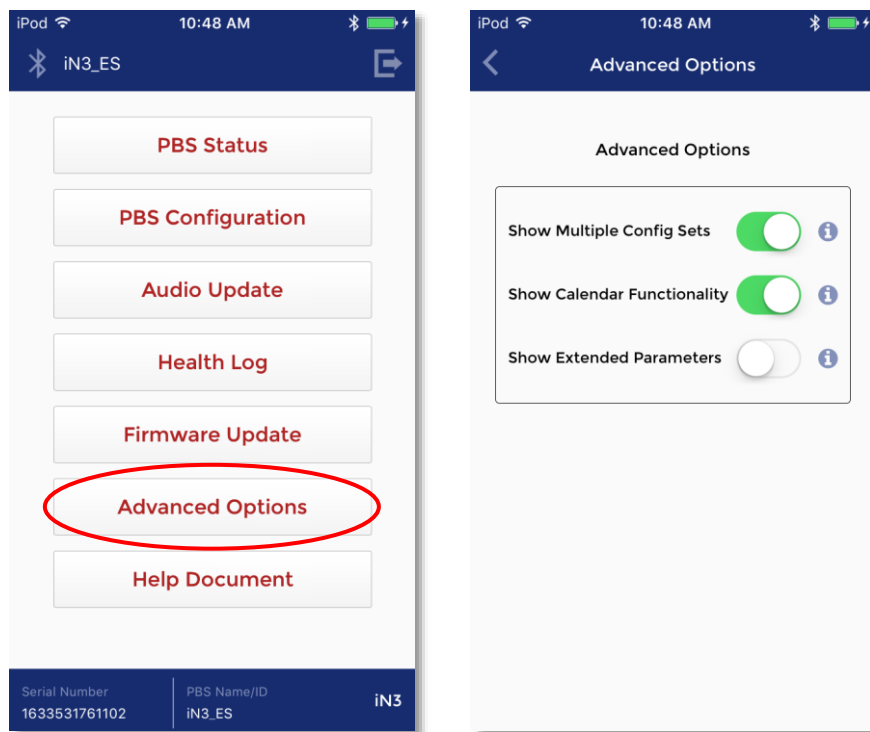 iPod 10:48 AM
iN3_ES
PBS Status
PBS Configuration
Audio Update
Health Log
Firmware Update
Advanced Options
Help Document
Serial Number
1633531761102
PBS Name/ID
iN3_ES
iN3
iPod 10:48 AM
Advanced Options
Advanced Options
Show Multiple Config Sets
Show Calendar Functionality
Show Extended Parameters